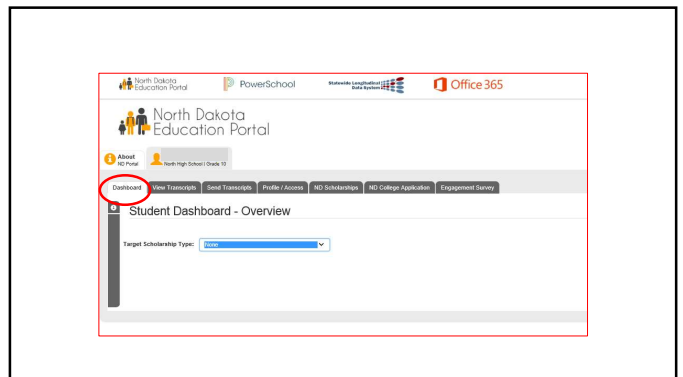 North Dakota
Education Portal
PowerSchool
Statewide Longitudinal
Data System
Office 365
North Dakota
Education Portal
About
ND Portal
North High School | Grade 10
Dashboard View Transcripts Send Transcripts Profile / Access ND Scholarships ND College Application Engagement Survey
Student Dashboard - Overview
Target Scholarship Type: None